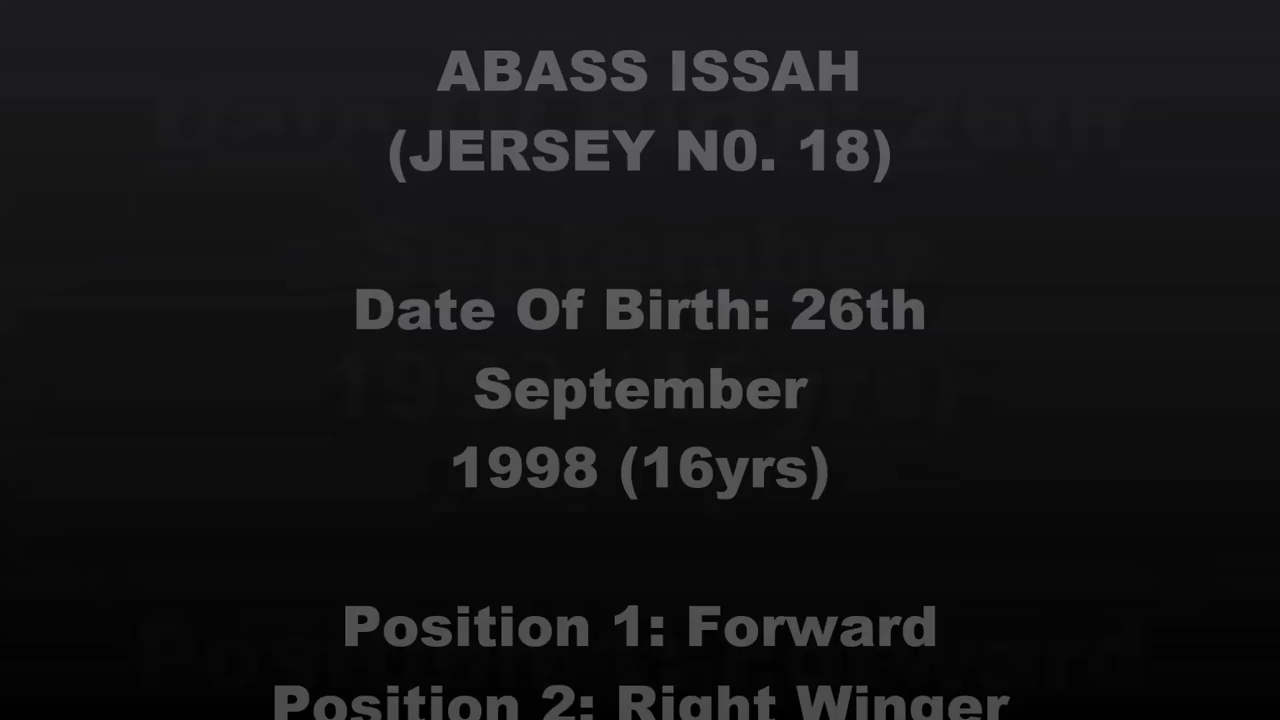 ABASS ISSAH
(JERSEY N0. 18)
Date Of Birth: 26th
September
1998 (16yrs)
Position 1: Forward
Position 2: Right Winger